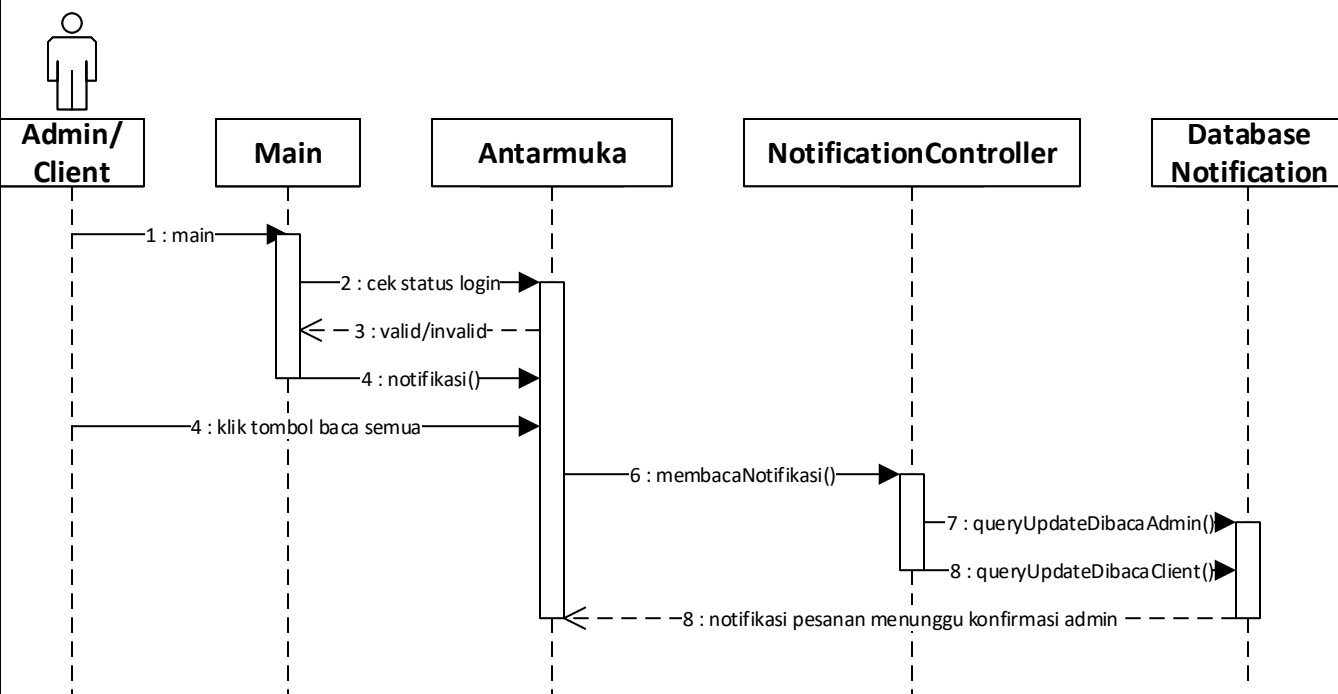 Admin/
Client
Main
Antarmuka
NotificationController
Database
Notification
1 : main
2 : cek status login
3 : valid/invalid
4 : notifikasi()
4 : klik tombol baca semua
6 : membacaNotifikasi()
7 : queryUpdateDibacaAdmin()
8 : queryUpdateDibacaClient()
8 : notifikasi pesanan menunggu konfirmasi admin